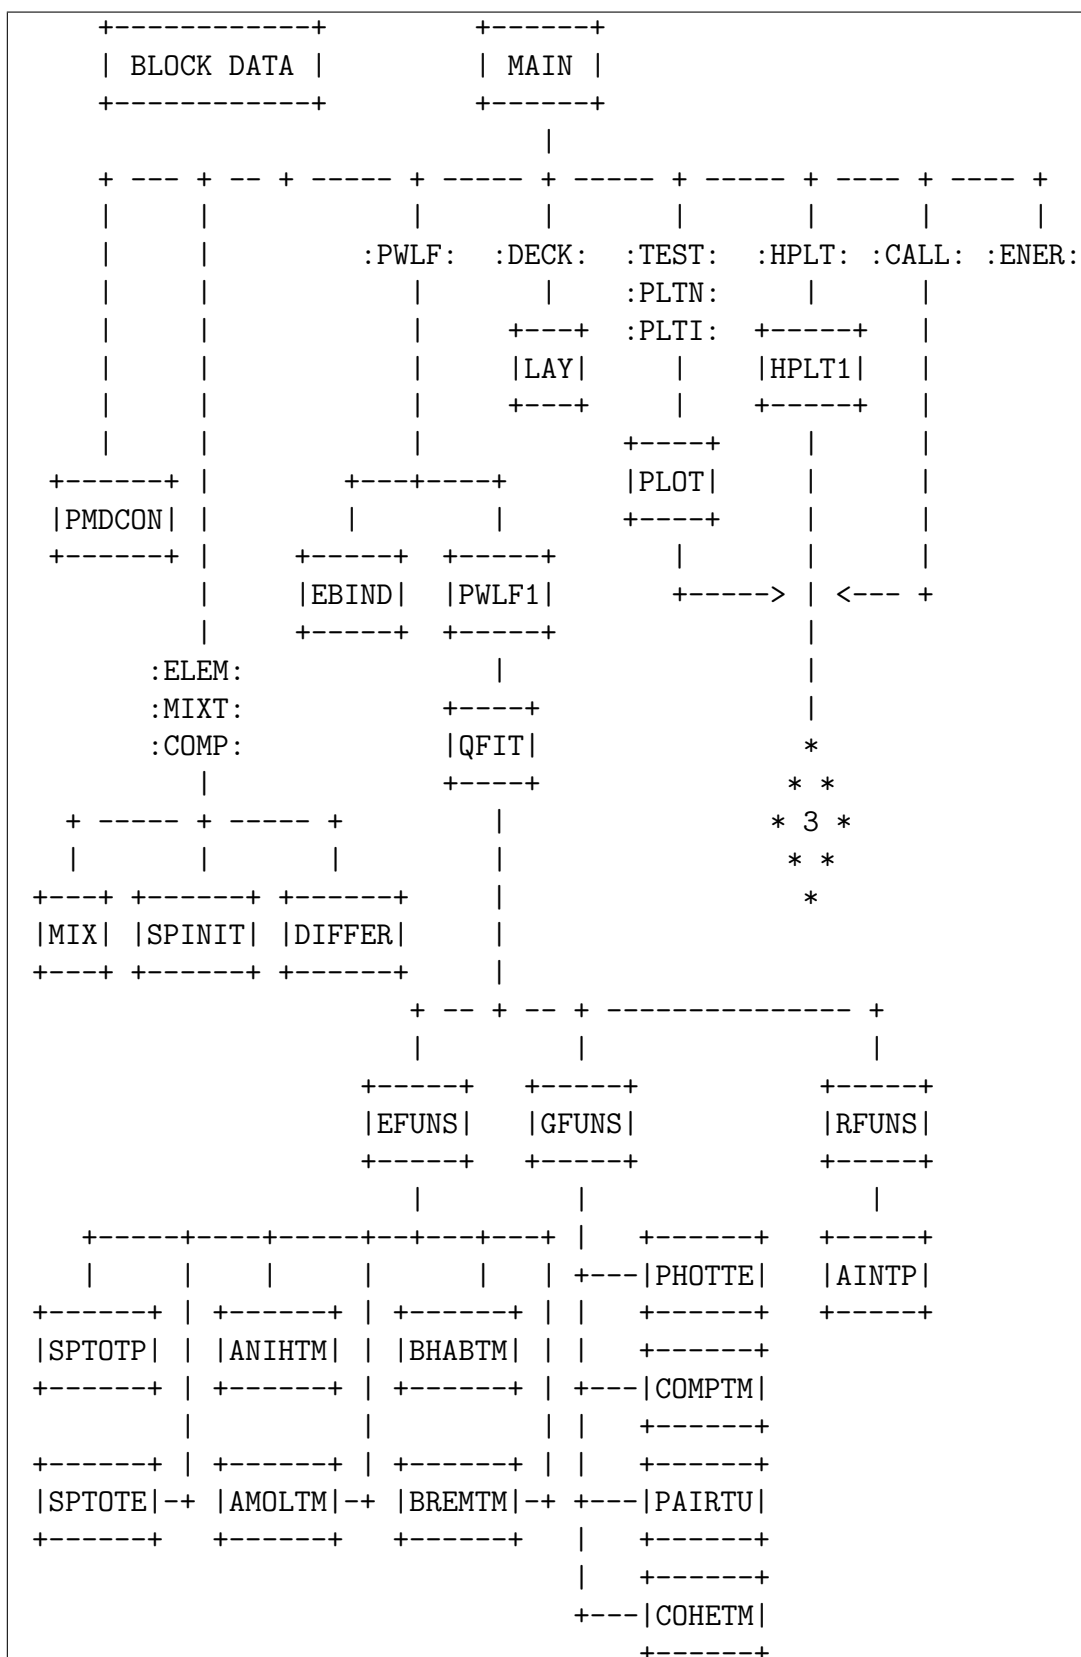 +------------+          +------+
| BLOCK DATA |          | MAIN |
+------------+          +------+
|
+ --- + -- + ----- + ----- + ----- + ----- + ---- + ---- +
| | | | | | | |
| | :PWLF: :DECK: :TEST: :HPLT: :CALL: :ENER:
| | | | :PLTN: | |
| | | +---+ :PLTI: +-----+ |
| | | |LAY| | |HPLT1| |
| | | +---+ | +-----+ |
| | | +----+ | |
+------+ | +---+----+ |PLOT| | |
|PMDCON| | | | +----+ | |
+------+ | +-----+ +-----+ | | |
| |EBIND| |PWLF1| +-----> | <--- +
| +-----+ +-----+ |
:ELEM: | |
:MIXT: +----+ |
:COMP: |QFIT| *
| +----+ * *
+ ----- + ----- + | * 3 *
| | | | * *
+---+ +------+ +------+ | *
|MIX| |SPINIT| |DIFFER| |
+---+ +------+ +------+ |
+ -- + -- + --------------- +
| | |
+-----+ +-----+ +-----+
|EFUNS| |GFUNS| |RFUNS|
+-----+ +-----+ +-----+
| | |
+-----+----+-----+--+---+---+ | +------+ +-----+
| | | | | | +---|PHOTTE| |AINTP|
+------+ | +------+ | +------+ | | +------+ +-----+
|SPTOTP| | |ANIHTM| | |BHABTM| | | +------+
+------+ | +------+ | +------+ | +---|COMPTM|
| | | | +------+
+------+ | +------+ | +------+ | | +------+
|SPTOTE|-+ |AMOLTM|-+ |BREMTM|-+ +---|PAIRTU|
+------+ +------+ +------+ | +------+
| +------+
+---|COHETM|
+------+